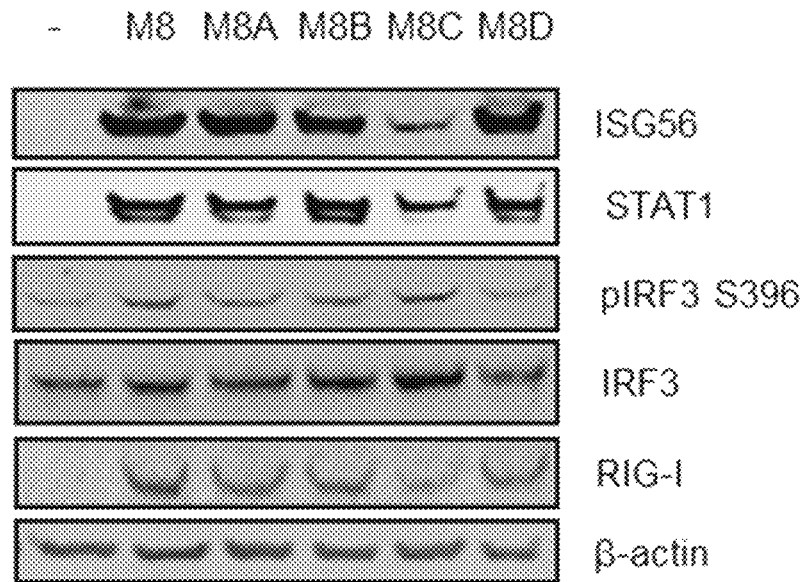 - M8 M8A M8B M8C M8D
ISG56
STAT1
pIRF3 S396
IRF3
RIG-I
β-actin